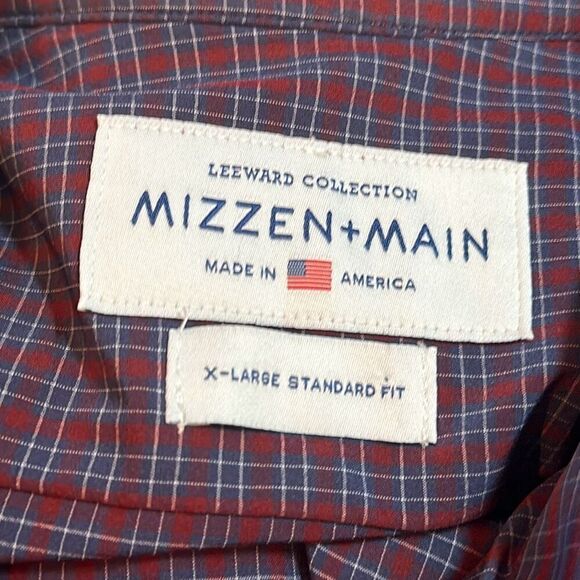 LEEWARD COLLECTION
MIZZEN+MAIN
MADE IN AMERICA
X-LARGE STANDARD FIT